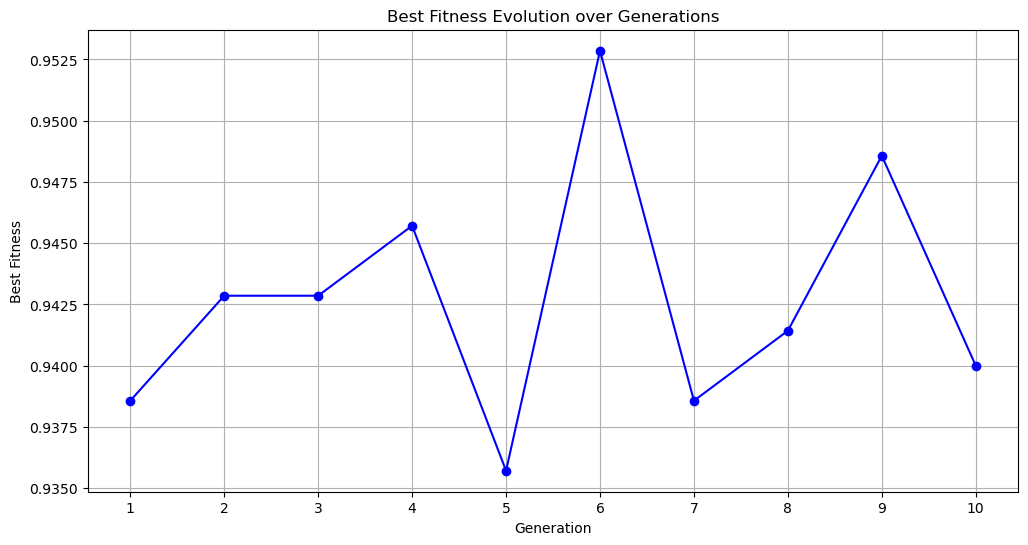 Best Fitness Evolution over Generations
Best Fitness
0.9525
0.9500
0.9475
0.9450
0.9425
0.9400
0.9375
0.9350
1 2 3 4 5 6 7 8 9 10
Generation